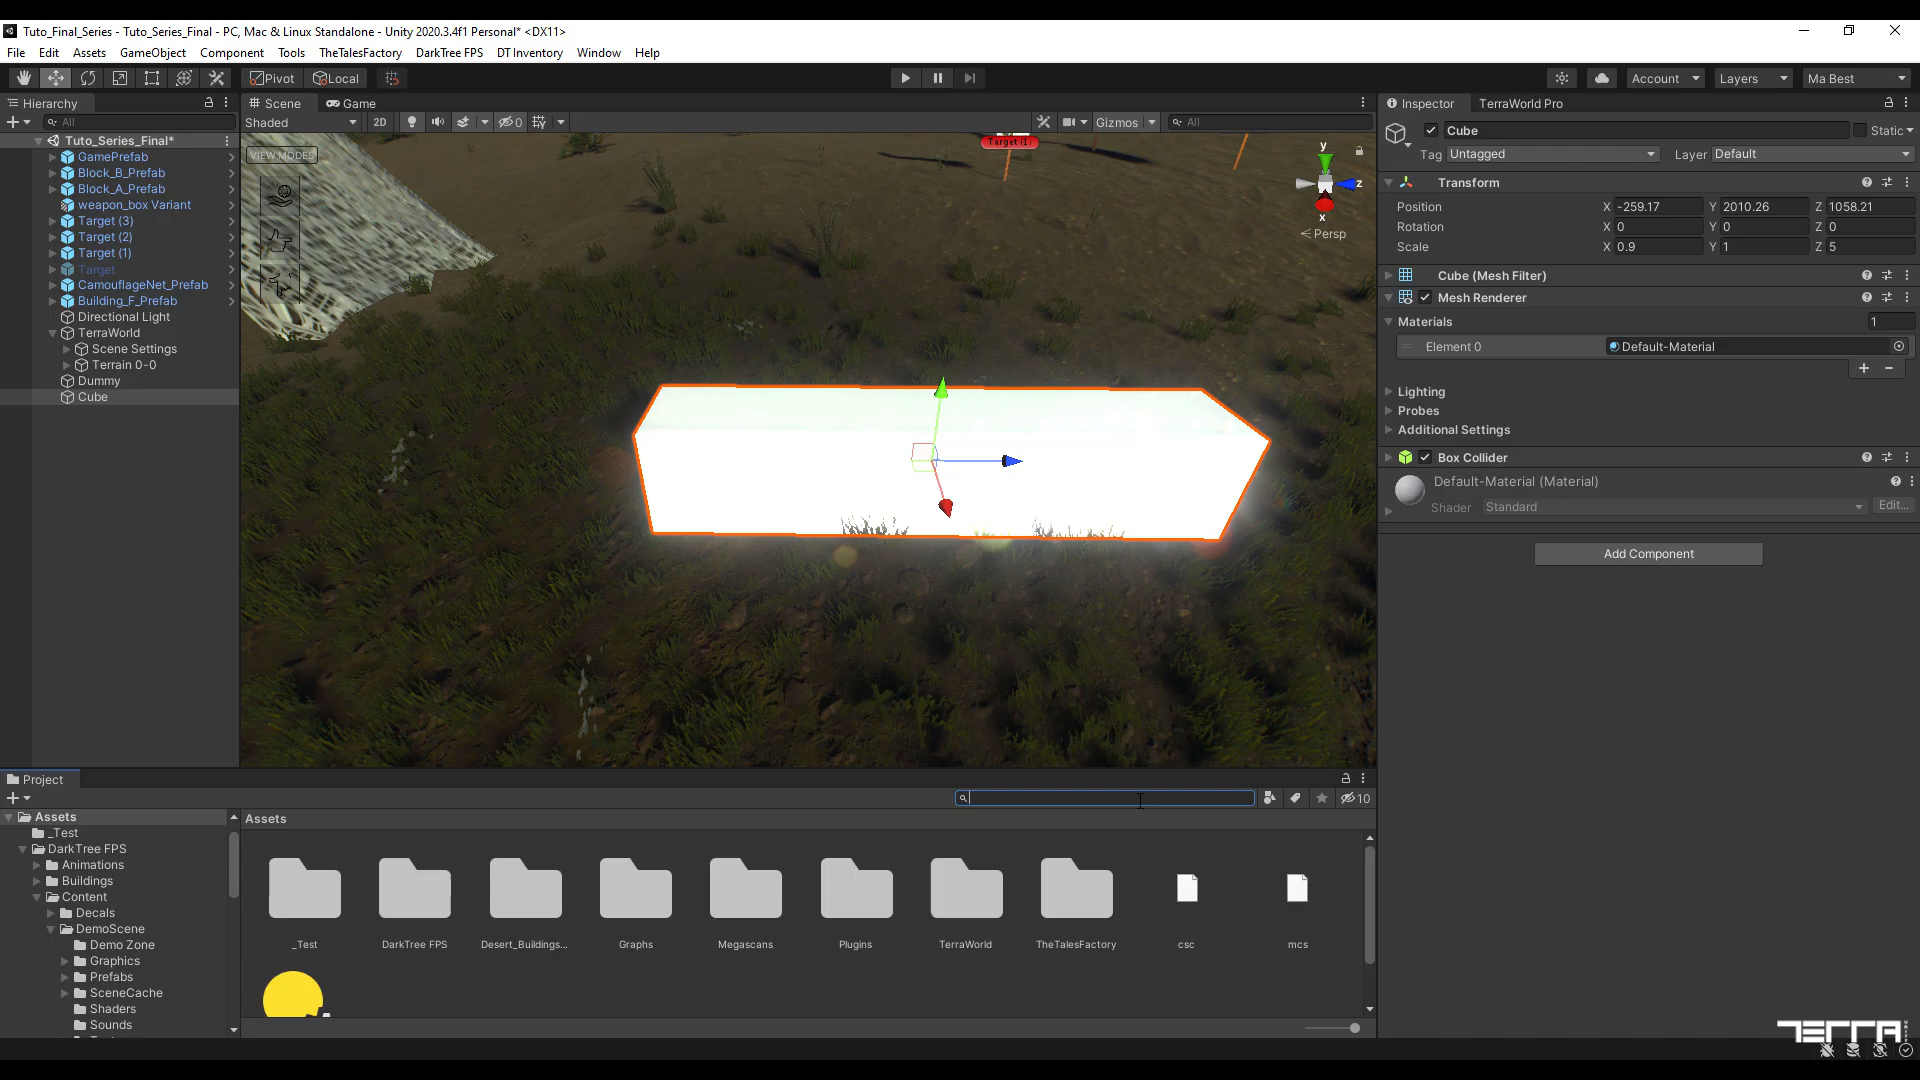 Tuto_Final_Series - Tuto_Series_Final - PC, Mac & Linux Standalone - Unity 2020.3.4f1 Personal* <DX11>
File Edit Assets GameObject Component Tools TheTalesFactory DarkTree FPS DT Inventory Window Help
Pivot Local Account Layers Ma Best
Hierarchy
All
Tuto_Series_Final*
GamePrefab
Block_B_Prefab
Block_A_Prefab
weapon_box Variant
Target (3)
Target (2)
Target (1)
Target
CamouflageNet_Prefab
Building_F_Prefab
Directional Light
TerraWorld
Scene Settings
Terrain 0-0
Dummy
Cube
Scene Game
Shaded 2D 0 Gizmos All
VIEW MODES
Target (1)
y
z
x
Persp
Inspector TerraWorld Pro
Cube Static
Tag Untagged Layer Default
Transform
Position X -259.17 Y 2010.26 Z 1058.21
Rotation X 0 Y 0 Z 0
Scale X 0.9 Y 1 Z 5
Cube (Mesh Filter)
Mesh Renderer
Materials 1
Element 0 Default-Material
Lighting
Probes
Additional Settings
Box Collider
Default-Material (Material)
Shader Standard Edit...
Add Component
Project
10
Assets
_Test
DarkTree FPS
Animations
Buildings
Content
Decals
DemoScene
Demo Zone
Graphics
Prefabs
SceneCache
Shaders
Sounds
Assets
_Test DarkTree FPS Desert_Buildings... Graphs Megascans Plugins TerraWorld TheTalesFactory csc mcs
TERRA